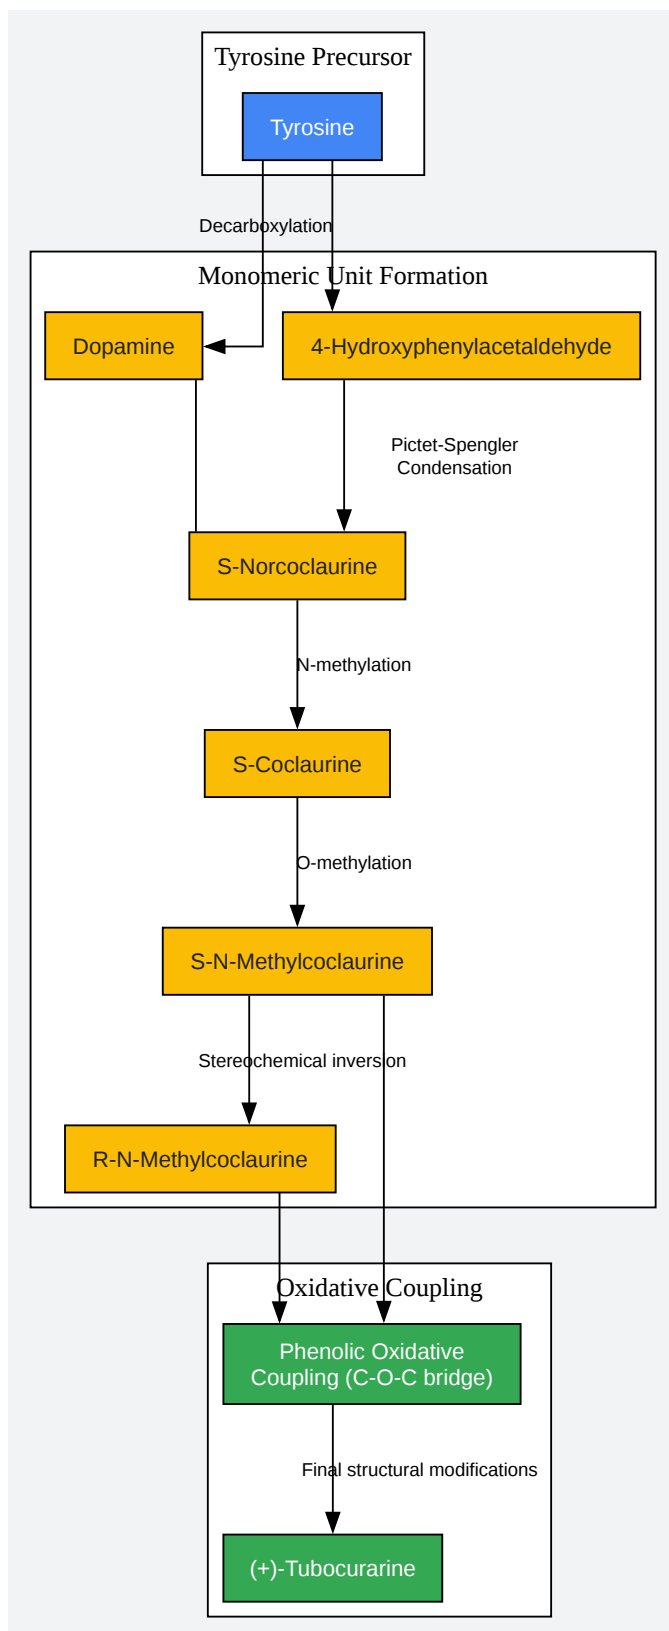 Tyrosine Precursor
Tyrosine
Decarboxylation
Monomeric Unit Formation
Dopamine
4-Hydroxyphenylacetaldehyde
Pictet-Spengler
Condensation
S-Norcoclaurine
N-methylation
S-Coclaurine
O-methylation
S-N-Methylcoclaurine
Stereochemical inversion
R-N-Methylcoclaurine
Oxidative Coupling
Phenolic Oxidative
Coupling (C-O-C bridge)
Final structural modifications
(+)-Tubocurarine